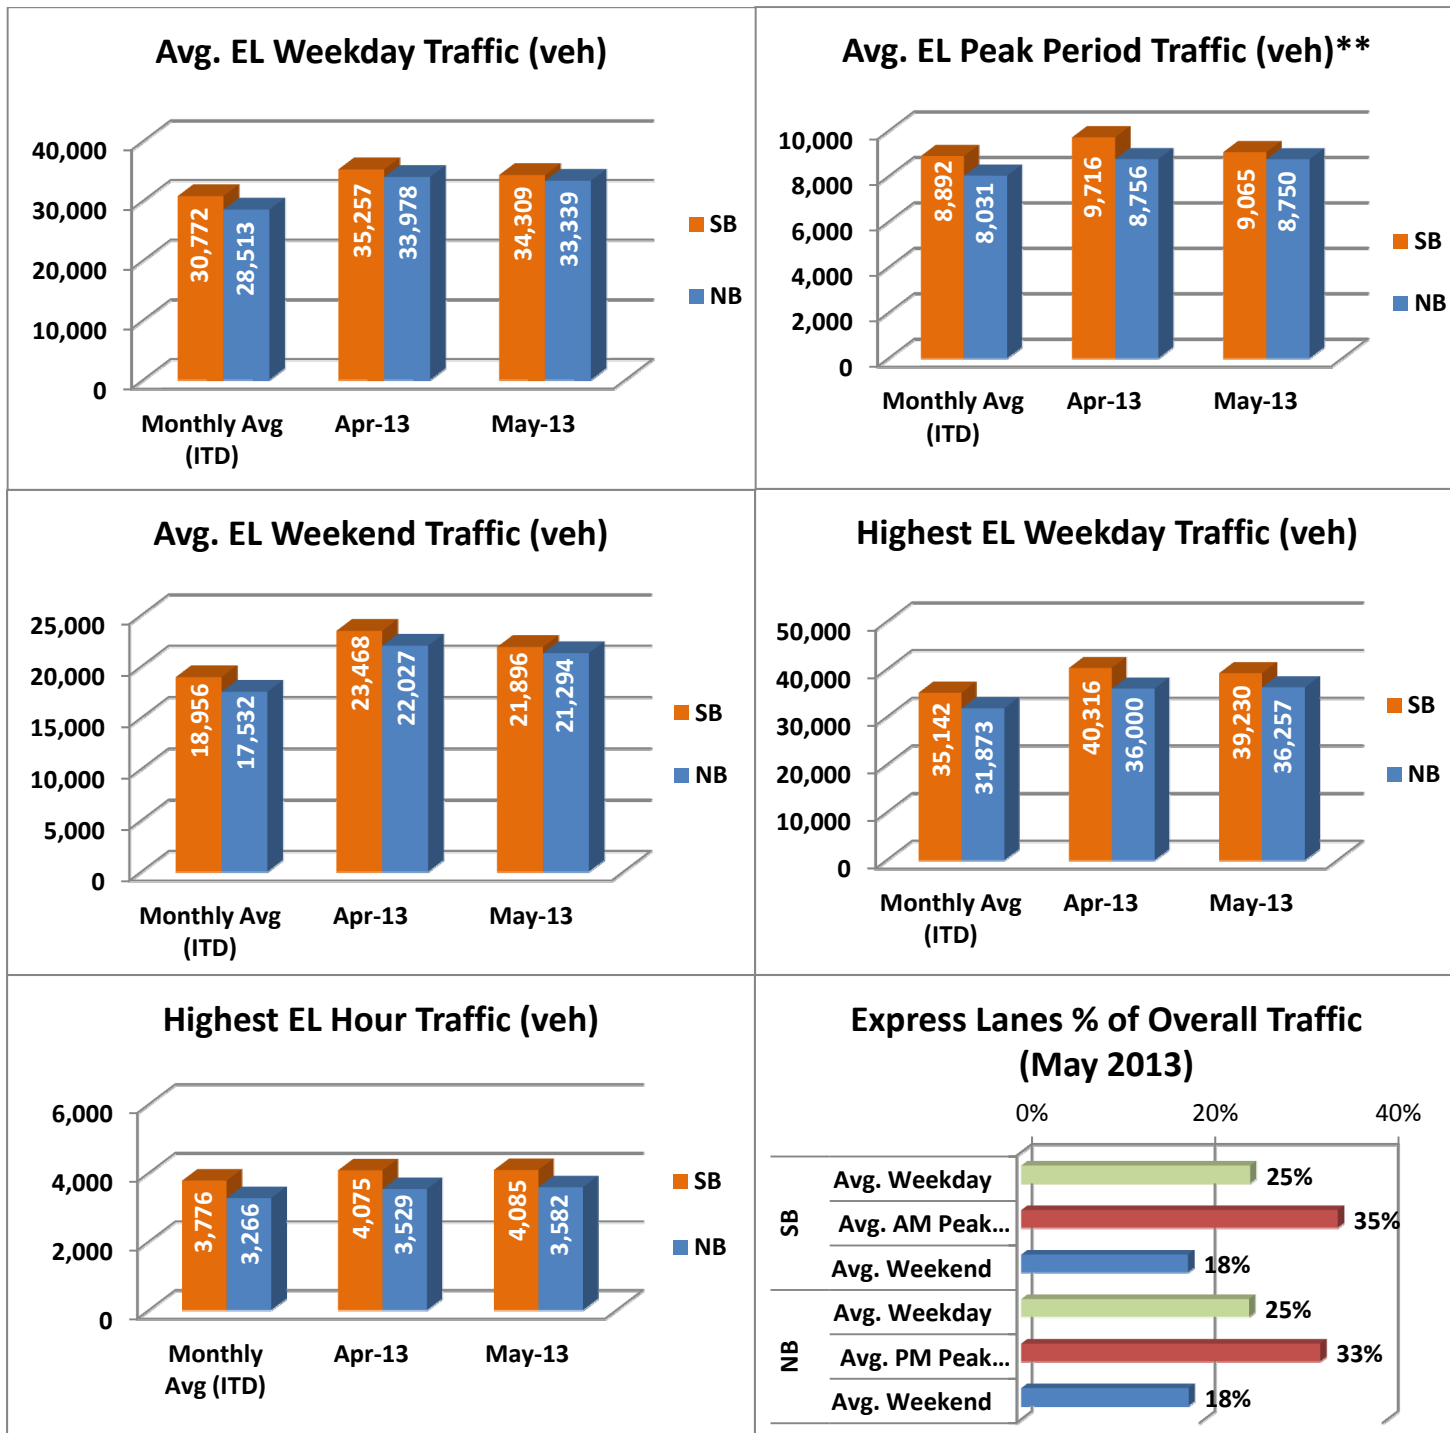 Avg. EL Weekday Traffic (veh)
40,000
30,000
20,000
10,000
0
30,772
28,513
35,257
33,978
34,309
33,339
Monthly Avg
(ITD)
Apr-13
May-13
SB
NB
Avg. EL Peak Period Traffic (veh)**
10,000
8,000
6,000
4,000
2,000
0
8,892
8,031
9,716
8,756
9,065
8,750
Monthly Avg
(ITD)
Apr-13
May-13
SB
NB
Avg. EL Weekend Traffic (veh)
25,000
20,000
15,000
10,000
5,000
0
18,956
17,532
23,468
22,027
21,896
21,294
Monthly Avg
(ITD)
Apr-13
May-13
SB
NB
Highest EL Weekday Traffic (veh)
50,000
40,000
30,000
20,000
10,000
0
35,142
31,873
40,316
36,000
39,230
36,257
Monthly Avg
(ITD)
Apr-13
May-13
SB
NB
Highest EL Hour Traffic (veh)
6,000
4,000
2,000
0
3,776
3,266
4,075
3,529
4,085
3,582
Monthly
Avg (ITD)
Apr-13
May-13
SB
NB
Express Lanes % of Overall Traffic
(May 2013)
0% 20% 40%
SB
Avg. Weekday 25%
Avg. AM Peak... 35%
Avg. Weekend 18%
NB
Avg. Weekday 25%
Avg. PM Peak... 33%
Avg. Weekend 18%